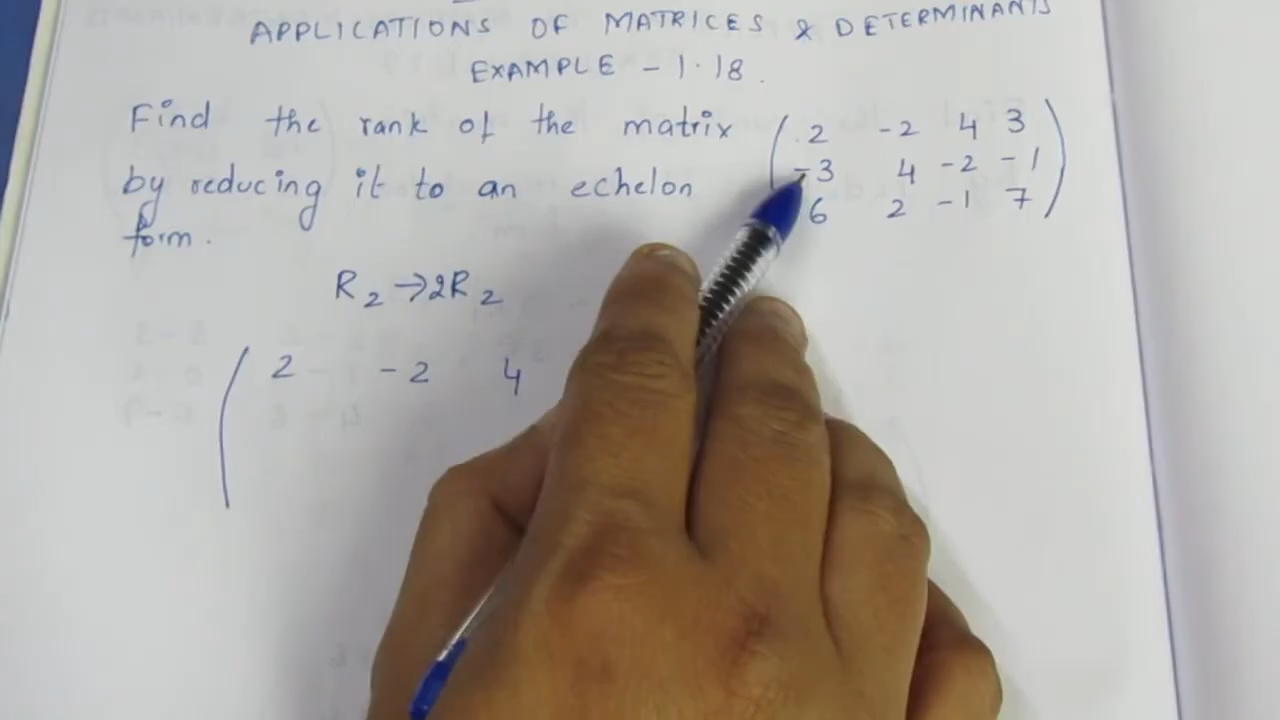 APPLICATIONS OF MATRICES & DETERMINANTS
EXAMPLE - 1.18.
Find the rank of the matrix ( 2 -2 4 3
by reducing it to an echelon -3 4 -2 -1
form. 6 2 -1 7 )
R2→2R2
( 2 -2 4